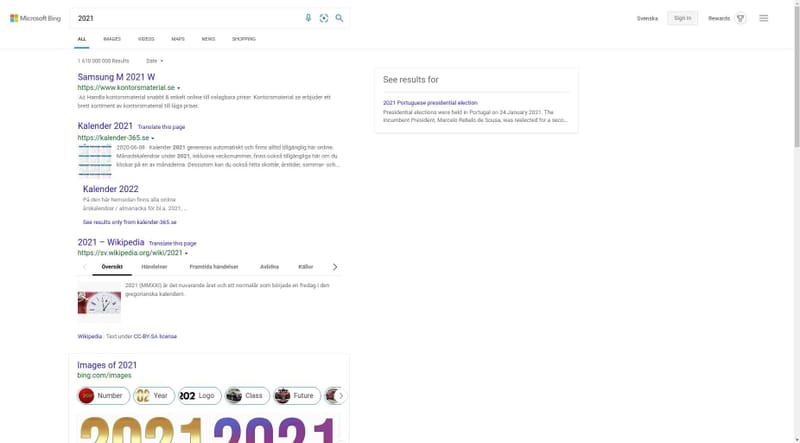 Microsoft Bing
2021
Svenska
Sign in
Rewards
ALL IMAGES VIDEOS MAPS NEWS SHOPPING
1 610 000 000 Results Date
Samsung M 2021 W
https://www.kontorsmaterial.se
Ad Handla kontorsmaterial snabbt & enkelt online till oslagbara priser. Kontorsmaterial.se erbjuder ett
brett sortiment av kontorsmaterial till låga priser.
Kalender 2021 Translate this page
https://kalender-365.se
2020-06-08 · Kalender 2021 genereras automatiskt och finns alltid tillgänglig här online.
Månadskalendrar under 2021, inklusive veckonummer, finns också tillgängliga här om du
klickar på en av månaderna. Dessutom kan du också hitta skottår, årstider, sommar- och...
Kalender 2022
På den här hemsidan finns alla online
årskalendrar / almanacka för bl.a. 2021, ...
See results only from kalender-365.se
2021 – Wikipedia Translate this page
https://sv.wikipedia.org/wiki/2021
Översikt Händelser Framtida händelser Avlidna Källor
2021 (MMXXI) är det nuvarande året och ett normalår som började en fredag i den
gregorianska kalendern.
Wikipedia · Text under CC-BY-SA license
Images of 2021
bing.com/images
Number Year Logo Class Future
2021 2021
See results for
2021 Portuguese presidential election
Presidential elections were held in Portugal on 24 January 2021. The
incumbent President, Marcelo Rebelo de Sousa, was reelected for a seco...